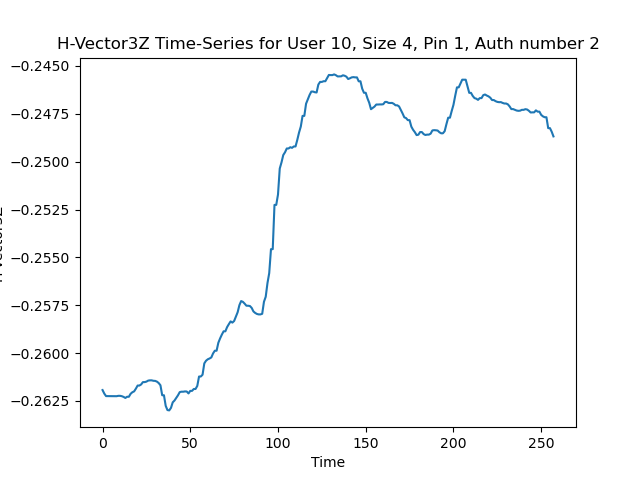 H-Vector3Z Time-Series for User 10, Size 4, Pin 1, Auth number 2
−0.2450
−0.2475
−0.2500
−0.2525
−0.2550
−0.2575
−0.2600
−0.2625
0 50 100 150 200 250
Time